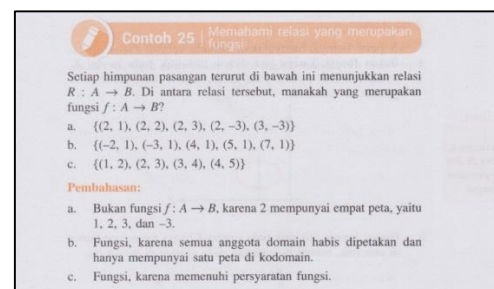 Contoh 25 Memahami relasi yang merupakan
fungsi
Setiap himpunan pasangan terurut di bawah ini menunjukkan relasi
R : A → B. Di antara relasi tersebut, manakah yang merupakan
fungsi f : A → B?
a. {(2, 1), (2, 2), (2, 3), (2, –3), (3, –3)}
b. {(–2, 1), (–3, 1), (4, 1), (5, 1), (7, 1)}
c. {(1, 2), (2, 3), (3, 4), (4, 5)}
Pembahasan:
a. Bukan fungsi f : A → B, karena 2 mempunyai empat peta, yaitu
1, 2, 3, dan –3.
b. Fungsi, karena semua anggota domain habis dipetakan dan
hanya mempunyai satu peta di kodomain.
c. Fungsi, karena memenuhi persyaratan fungsi.